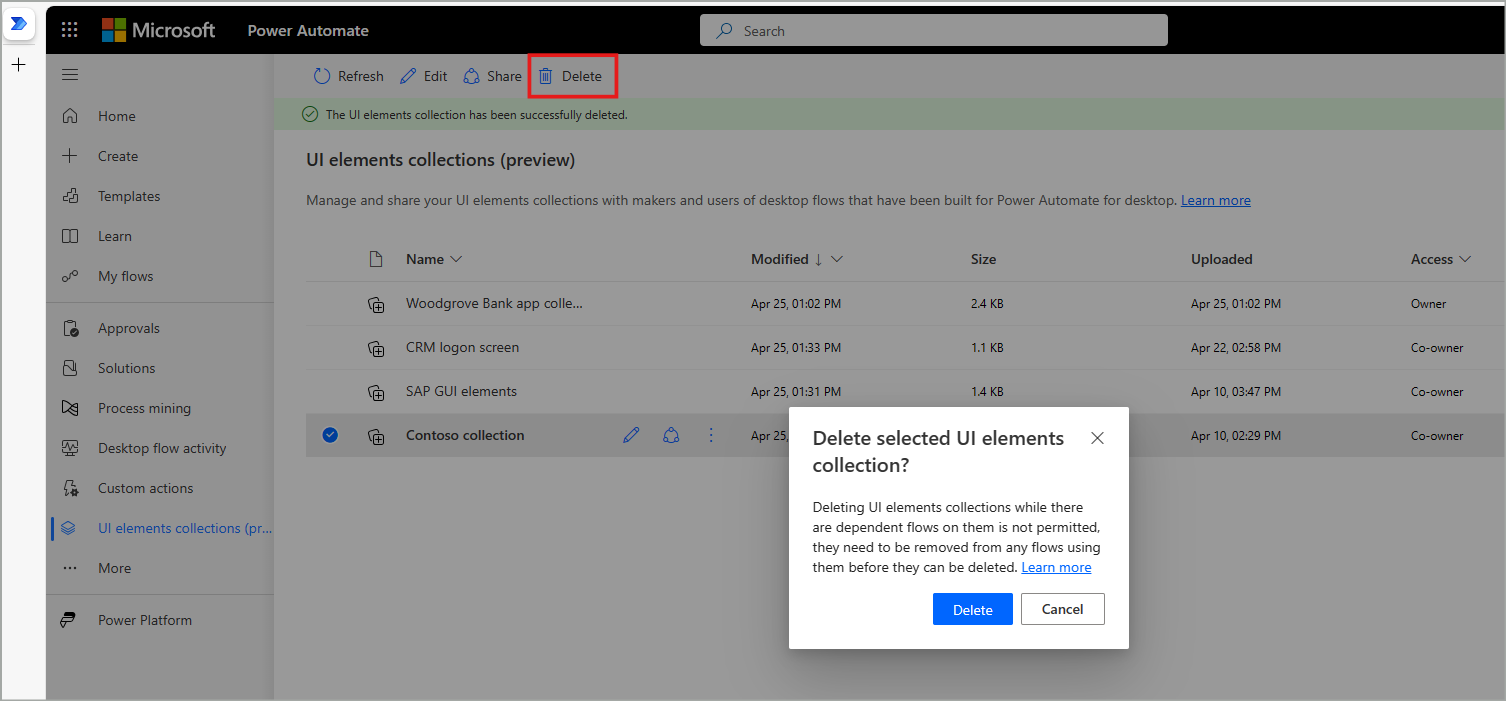 Microsoft Power Automate Search
Refresh Edit Share Delete
The UI elements collection has been successfully deleted.
Home
Create
Templates
Learn
My flows
Approvals
Solutions
Process mining
Desktop flow activity
Custom actions
UI elements collections (pr...
More
Power Platform
UI elements collections (preview)
Manage and share your UI elements collections with makers and users of desktop flows that have been built for Power Automate for desktop. Learn more
Name Modified Size Uploaded Access
Woodgrove Bank app colle... Apr 25, 01:02 PM 2.4 KB Apr 25, 01:02 PM Owner
CRM logon screen Apr 25, 01:33 PM 1.1 KB Apr 22, 02:58 PM Co-owner
SAP GUI elements Apr 25, 01:31 PM 1.4 KB Apr 10, 03:47 PM Co-owner
Contoso collection Apr 25, Apr 10, 02:29 PM Co-owner
Delete selected UI elements
collection?
Deleting UI elements collections while there
are dependent flows on them is not permitted,
they need to be removed from any flows using
them before they can be deleted. Learn more
Delete Cancel